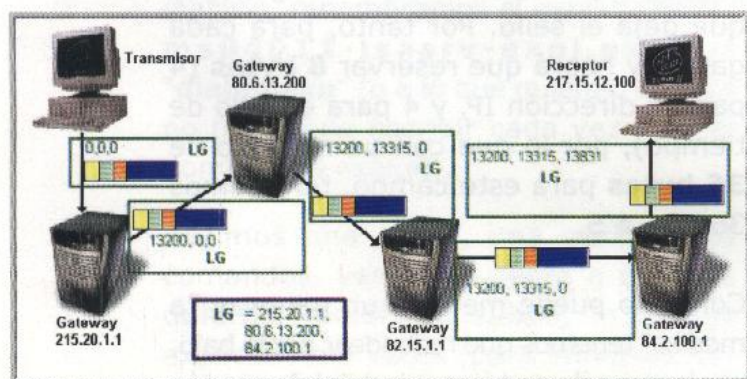 Transmisor
Gateway
80.6.13.200
Receptor
217.15.12.100
0,0,0
LG
13200, 13315, 0
LG
13200, 13315, 13831
LG
13200, 0,0
LG
Gateway
215.20.1.1
LG = 215.20.1.1,
80.6.13.200,
84.2.100.1
Gateway
82.15.1.1
13200, 13315, 0
LG
Gateway
84.2.100.1